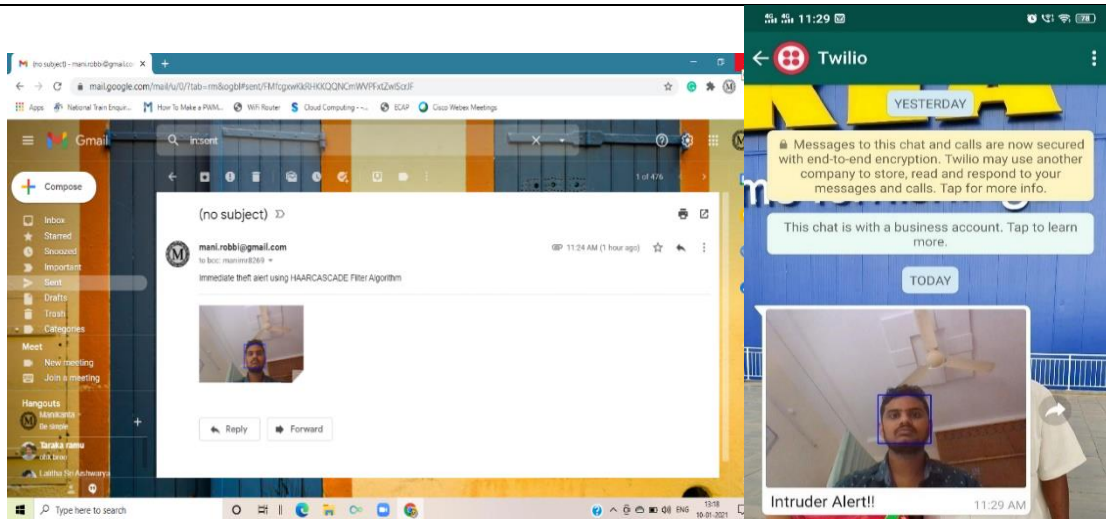 (no subject) - mani.robbi@gmail.co
mail.google.com/mail/u/0/?tab=rm&ogbl#sent/FMfcgxwKkRHKKQQNCmWVPFxtZwlScrJF
Apps
National Train Enquir...
How To Make a PWM...
WiFi Router
Cloud Computing - -...
ECAP
Cisco Webex Meetings
Gmail
in:sent
Compose
1 of 476
Inbox
Starred
Snoozed
Important
Sent
Drafts
Trash
Categories
Meet
New meeting
Join a meeting
Hangouts
Manikanta
Be simple
Taraka ramu
Lalitha Sri Aishwarya
(no subject)
mani.robbi@gmail.com
11:24 AM (1 hour ago)
to bcc: manimr8269
Immediate theft alert using HAARCASCADE Filter Algorithm
Reply
Forward
Type here to search
ENG
13:18
10-01-2021
4G 4G 11:29
78
Twilio
YESTERDAY
Messages to this chat and calls are now secured
with end-to-end encryption. Twilio may use another
company to store, read and respond to your
messages and calls. Tap for more info.
This chat is with a business account. Tap to learn
more.
TODAY
Intruder Alert!!
11:29 AM